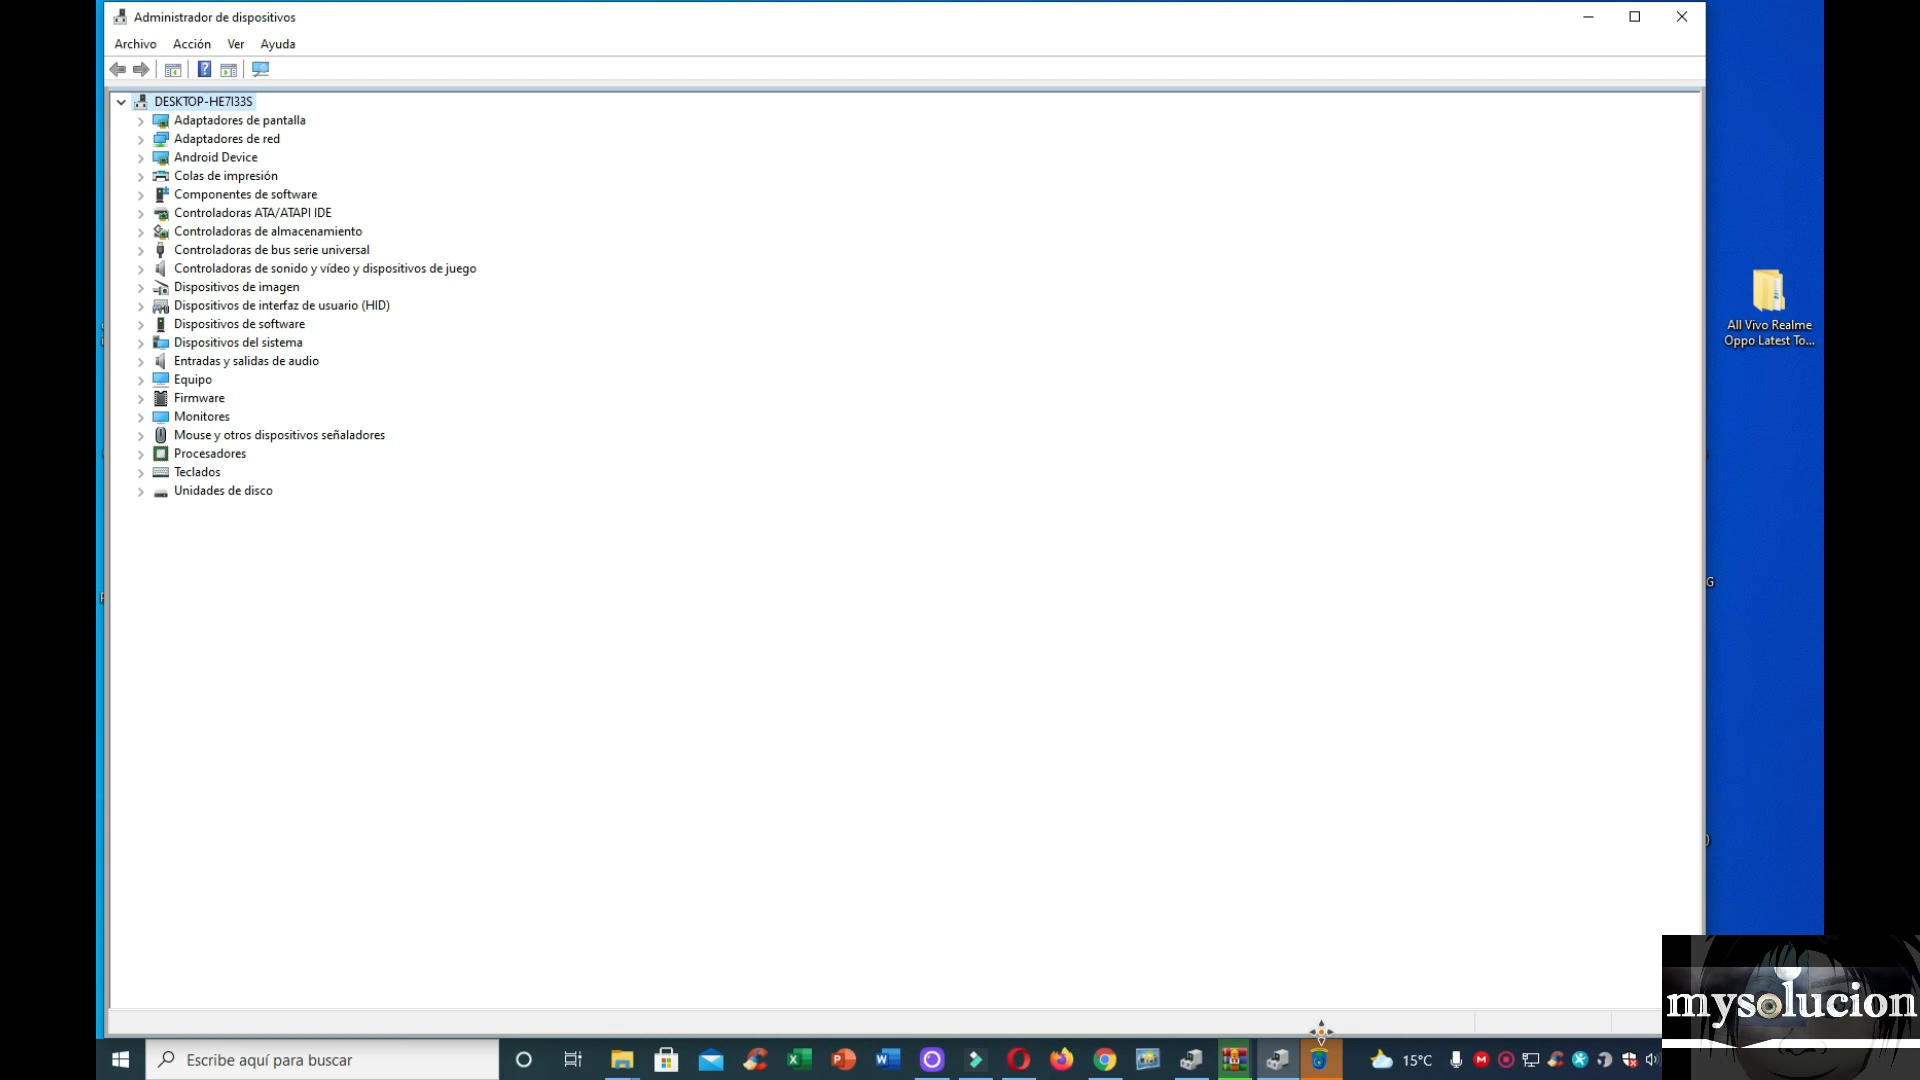 Administrador de dispositivos
Archivo Acción Ver Ayuda
DESKTOP-HE7I33S
Adaptadores de pantalla
Adaptadores de red
Android Device
Colas de impresión
Componentes de software
Controladoras ATA/ATAPI IDE
Controladoras de almacenamiento
Controladoras de bus serie universal
Controladoras de sonido y vídeo y dispositivos de juego
Dispositivos de imagen
Dispositivos de interfaz de usuario (HID)
Dispositivos de software
Dispositivos del sistema
Entradas y salidas de audio
Equipo
Firmware
Monitores
Mouse y otros dispositivos señaladores
Procesadores
Teclados
Unidades de disco
All Vivo Realme
Oppo Latest To...
G
mysolucion
Escribe aquí para buscar
15°C